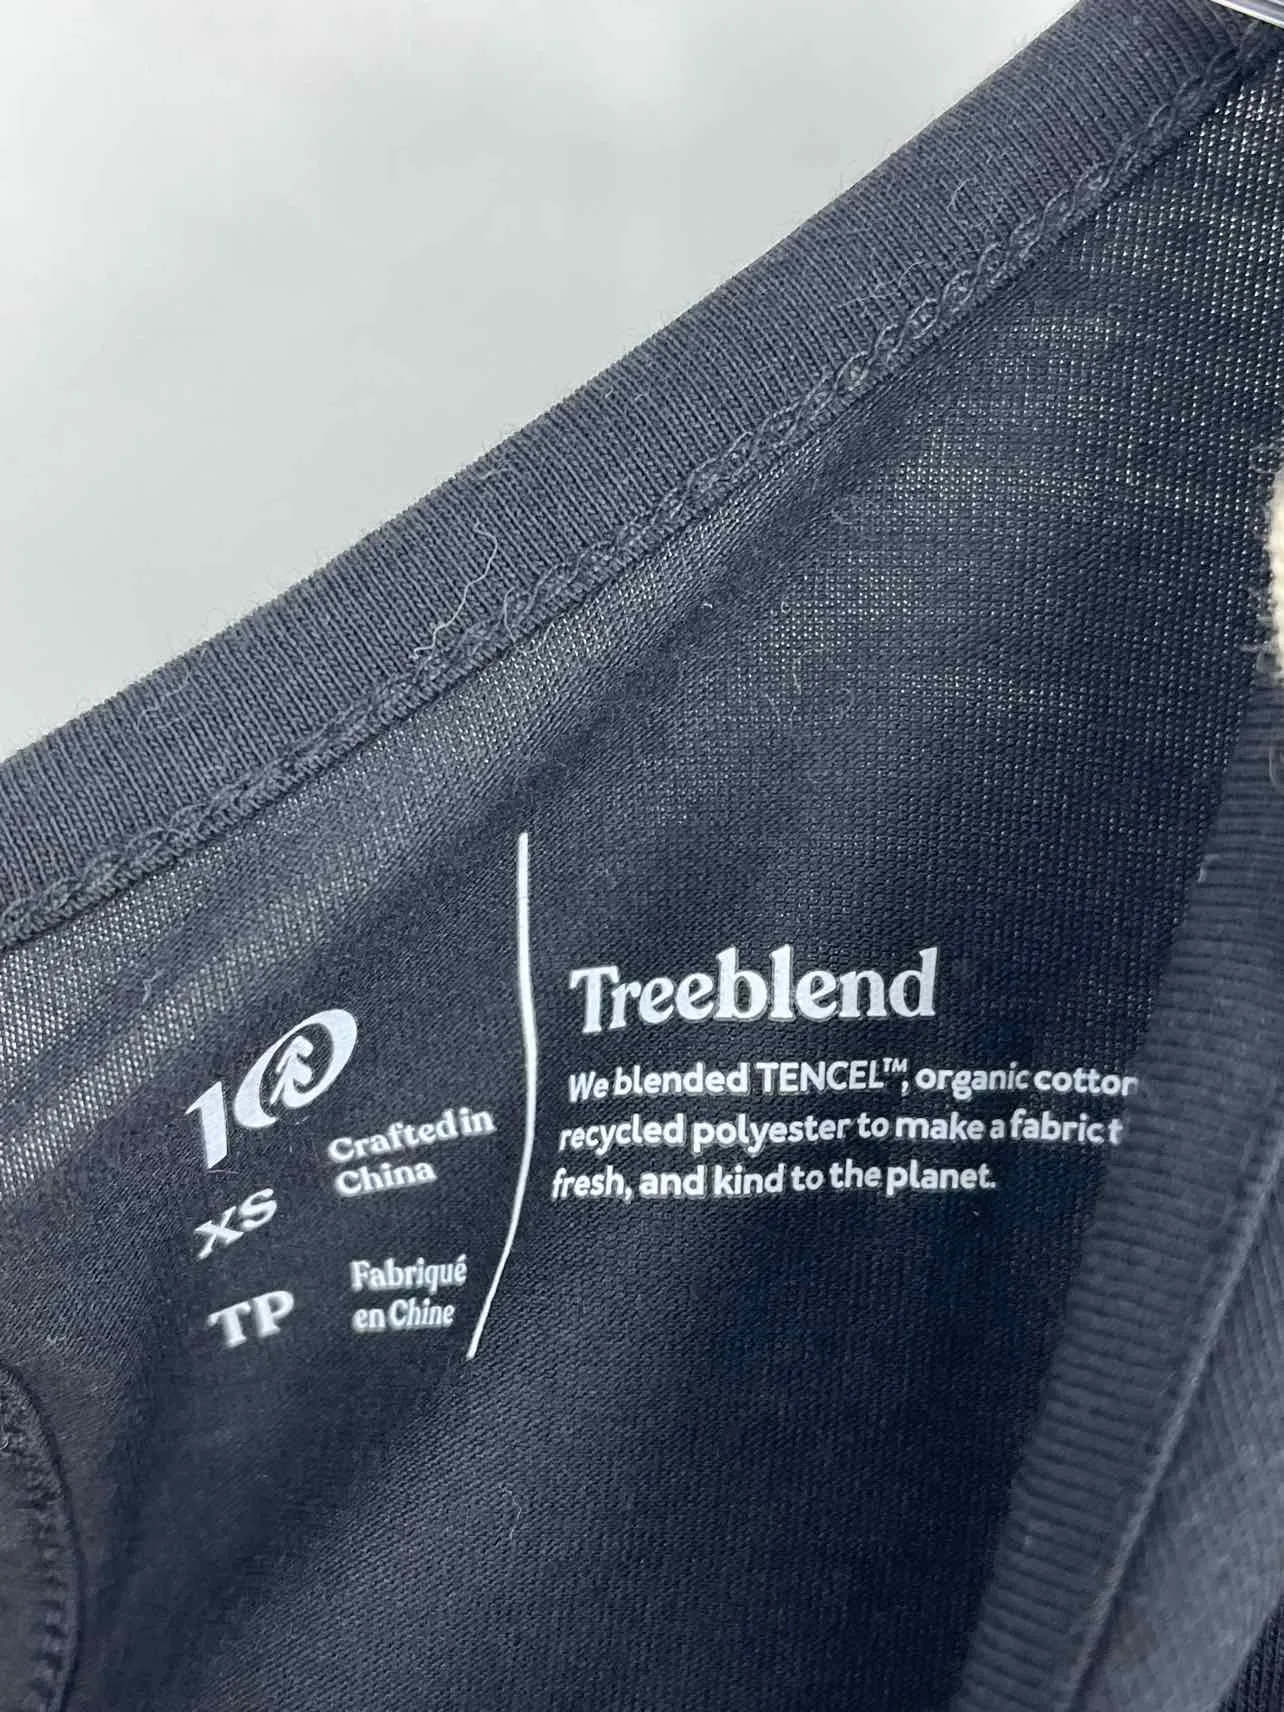 10
XS
TP
Crafted in
China
Fabriqué
en Chine
Treeblend
We blended TENCEL™, organic cotton
recycled polyester to make a fabric
fresh, and kind to the planet.